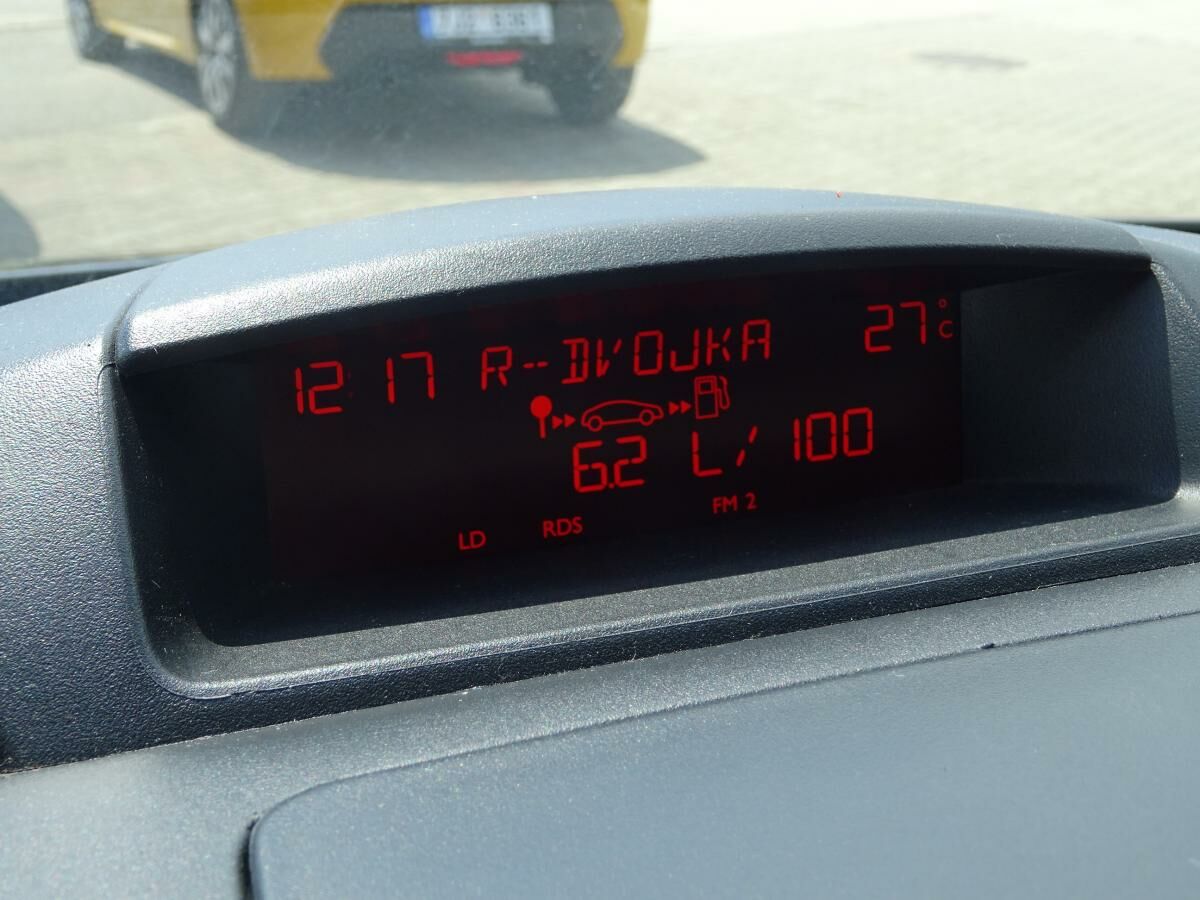 12:17 R--DVOJKA 27°C
6.2 L/100
LD RDS FM 2